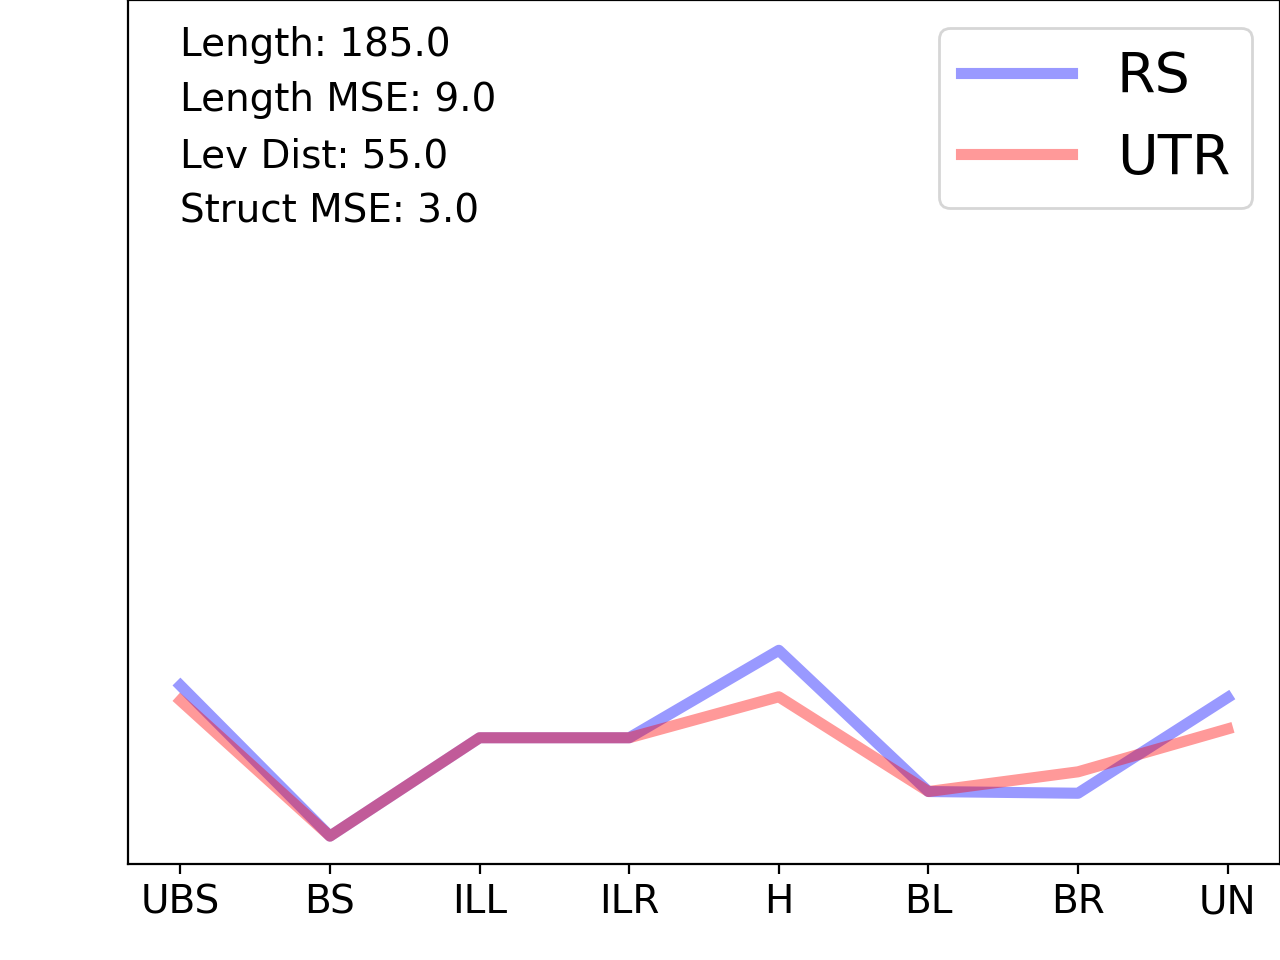 Length: 185.0
Length MSE: 9.0
Lev Dist: 55.0
Struct MSE: 3.0
RS
UTR
UBS BS ILL ILR H BL BR UN